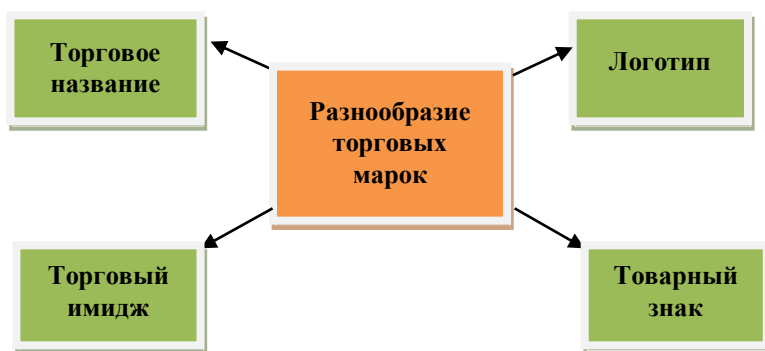 Торговое
название
Логотип
Разнообразие
торговых
марок
Торговый
имидж
Товарный
знак